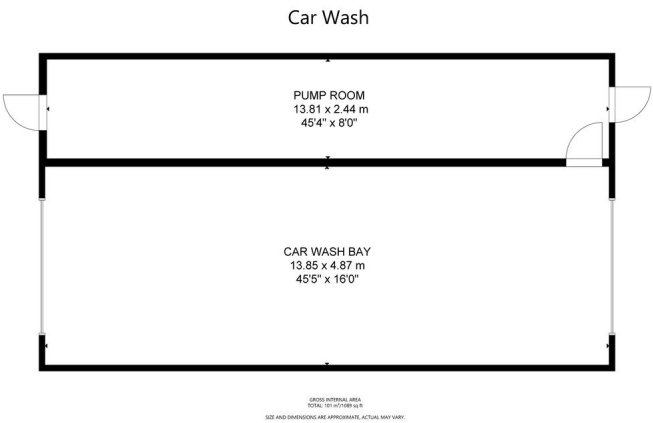 Car Wash
PUMP ROOM
13.81 x 2.44 m
45'4" x 8'0"
CAR WASH BAY
13.85 x 4.87 m
45'5" x 16'0"
GROSS INTERNAL AREA
TOTAL: 101 m²/1089 sq ft
SIZE AND DIMENSIONS ARE APPROXIMATE, ACTUAL MAY VARY.